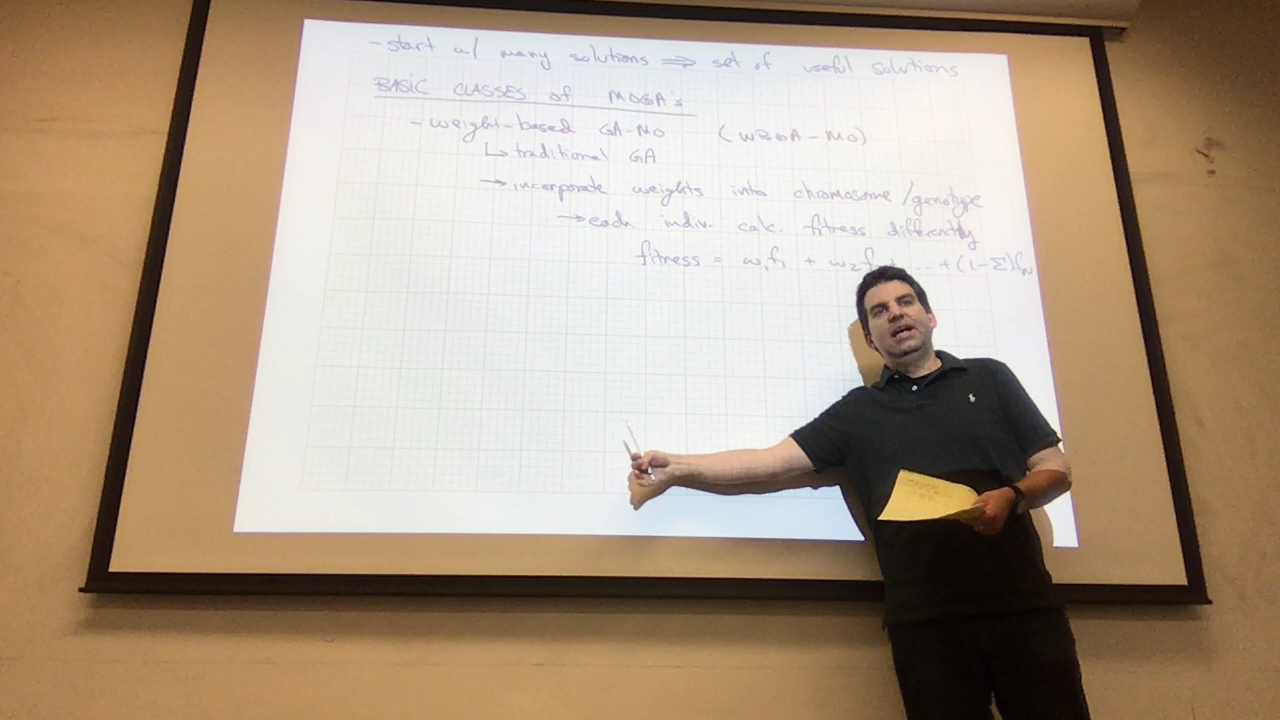 - start w/ many solutions ⇒ set of useful solutions
BASIC CLASSES of MOGA's
- weight-based GA-MO (WBGA-MO)
↳ traditional GA
→ incorporate weights into chromosome/genotype
→ each indiv. calc. fitness differently
fitness = w₁f₁ + w₂f₂ + ... + (1-Σ)fₙ